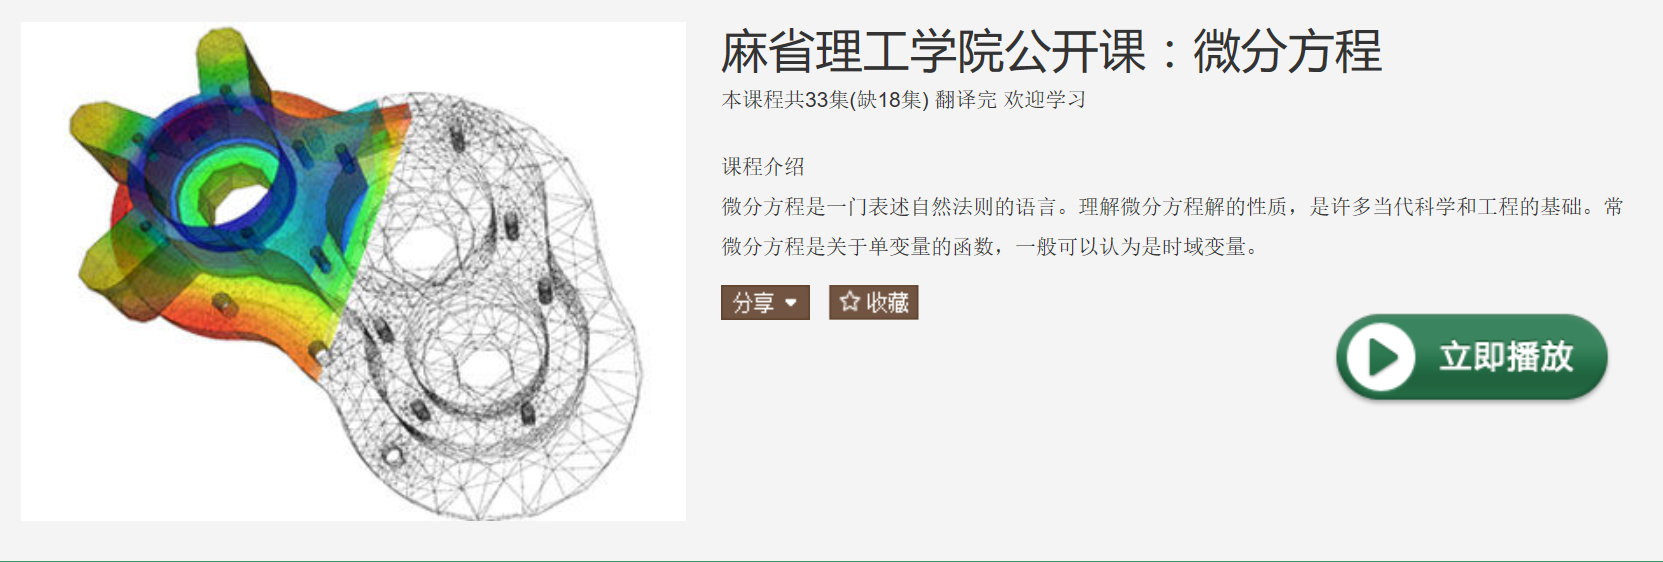 麻省理工学院公开课：微分方程
本课程共33集(缺18集) 翻译完 欢迎学习
课程介绍
微分方程是一门表述自然法则的语言。理解微分方程解的性质，是许多当代科学和工程的基础。常
微分方程是关于单变量的函数，一般可以认为是时域变量。
分享
收藏
立即播放